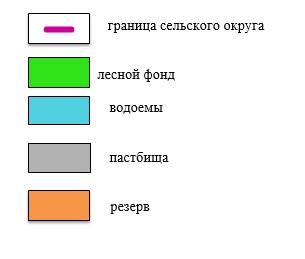 граница сельского округа
лесной фонд
водоемы
пастбища
резерв